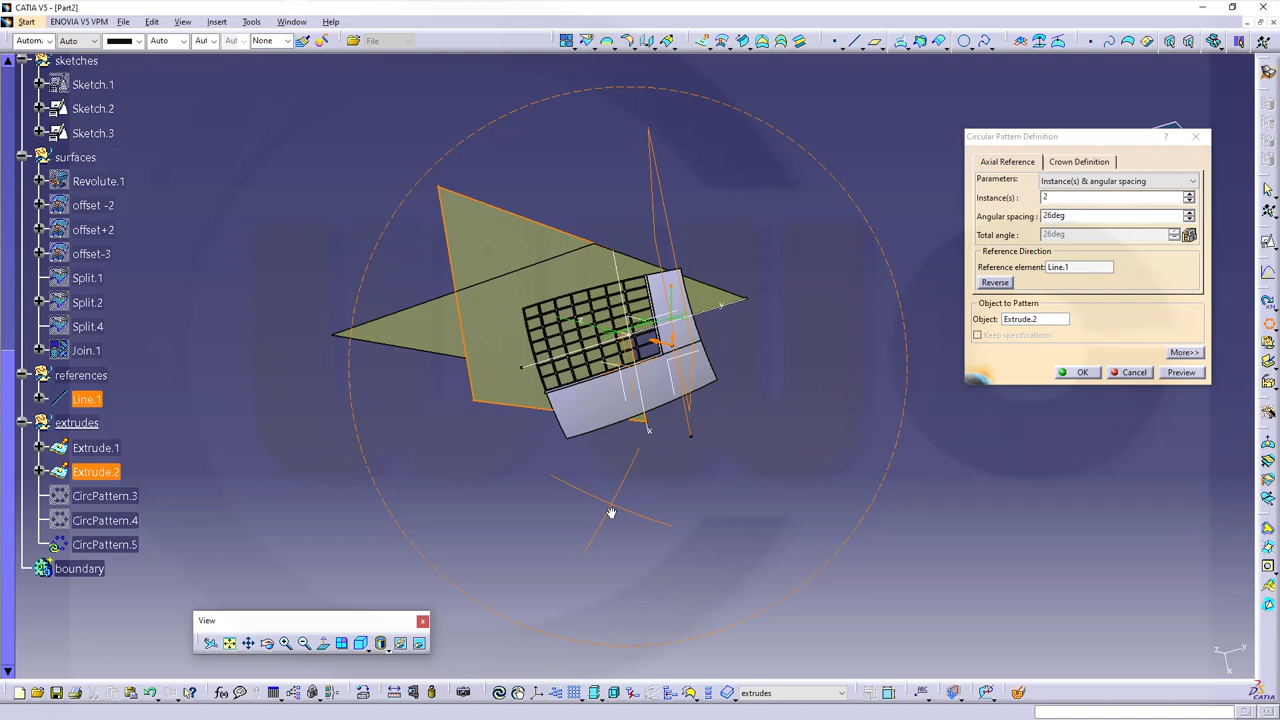 CATIA V5 - [Part2]
Start ENOVIA V5 VPM File Edit View Insert Tools Window Help
Autom Auto Auto Aut Aut None File
sketches
Sketch.1
Sketch.2
Sketch.3
surfaces
Revolute.1
offset -2
offset+2
offset-3
Split.1
Split.2
Split.4
Join.1
references
Line.1
extrudes
Extrude.1
Extrude.2
CircPattern.3
CircPattern.4
CircPattern.5
boundary
Circular Pattern Definition ? ×
Axial Reference Crown Definition
Parameters: Instance(s) & angular spacing
Instance(s) : 2
Angular spacing : 26deg
Total angle : 26deg
Reference Direction
Reference element: Line.1
Reverse
Object to Pattern
Object: Extrude.2
Keep specifications
More>>
OK Cancel Preview
y
x
View x
z y
x
extrudes
CATIA